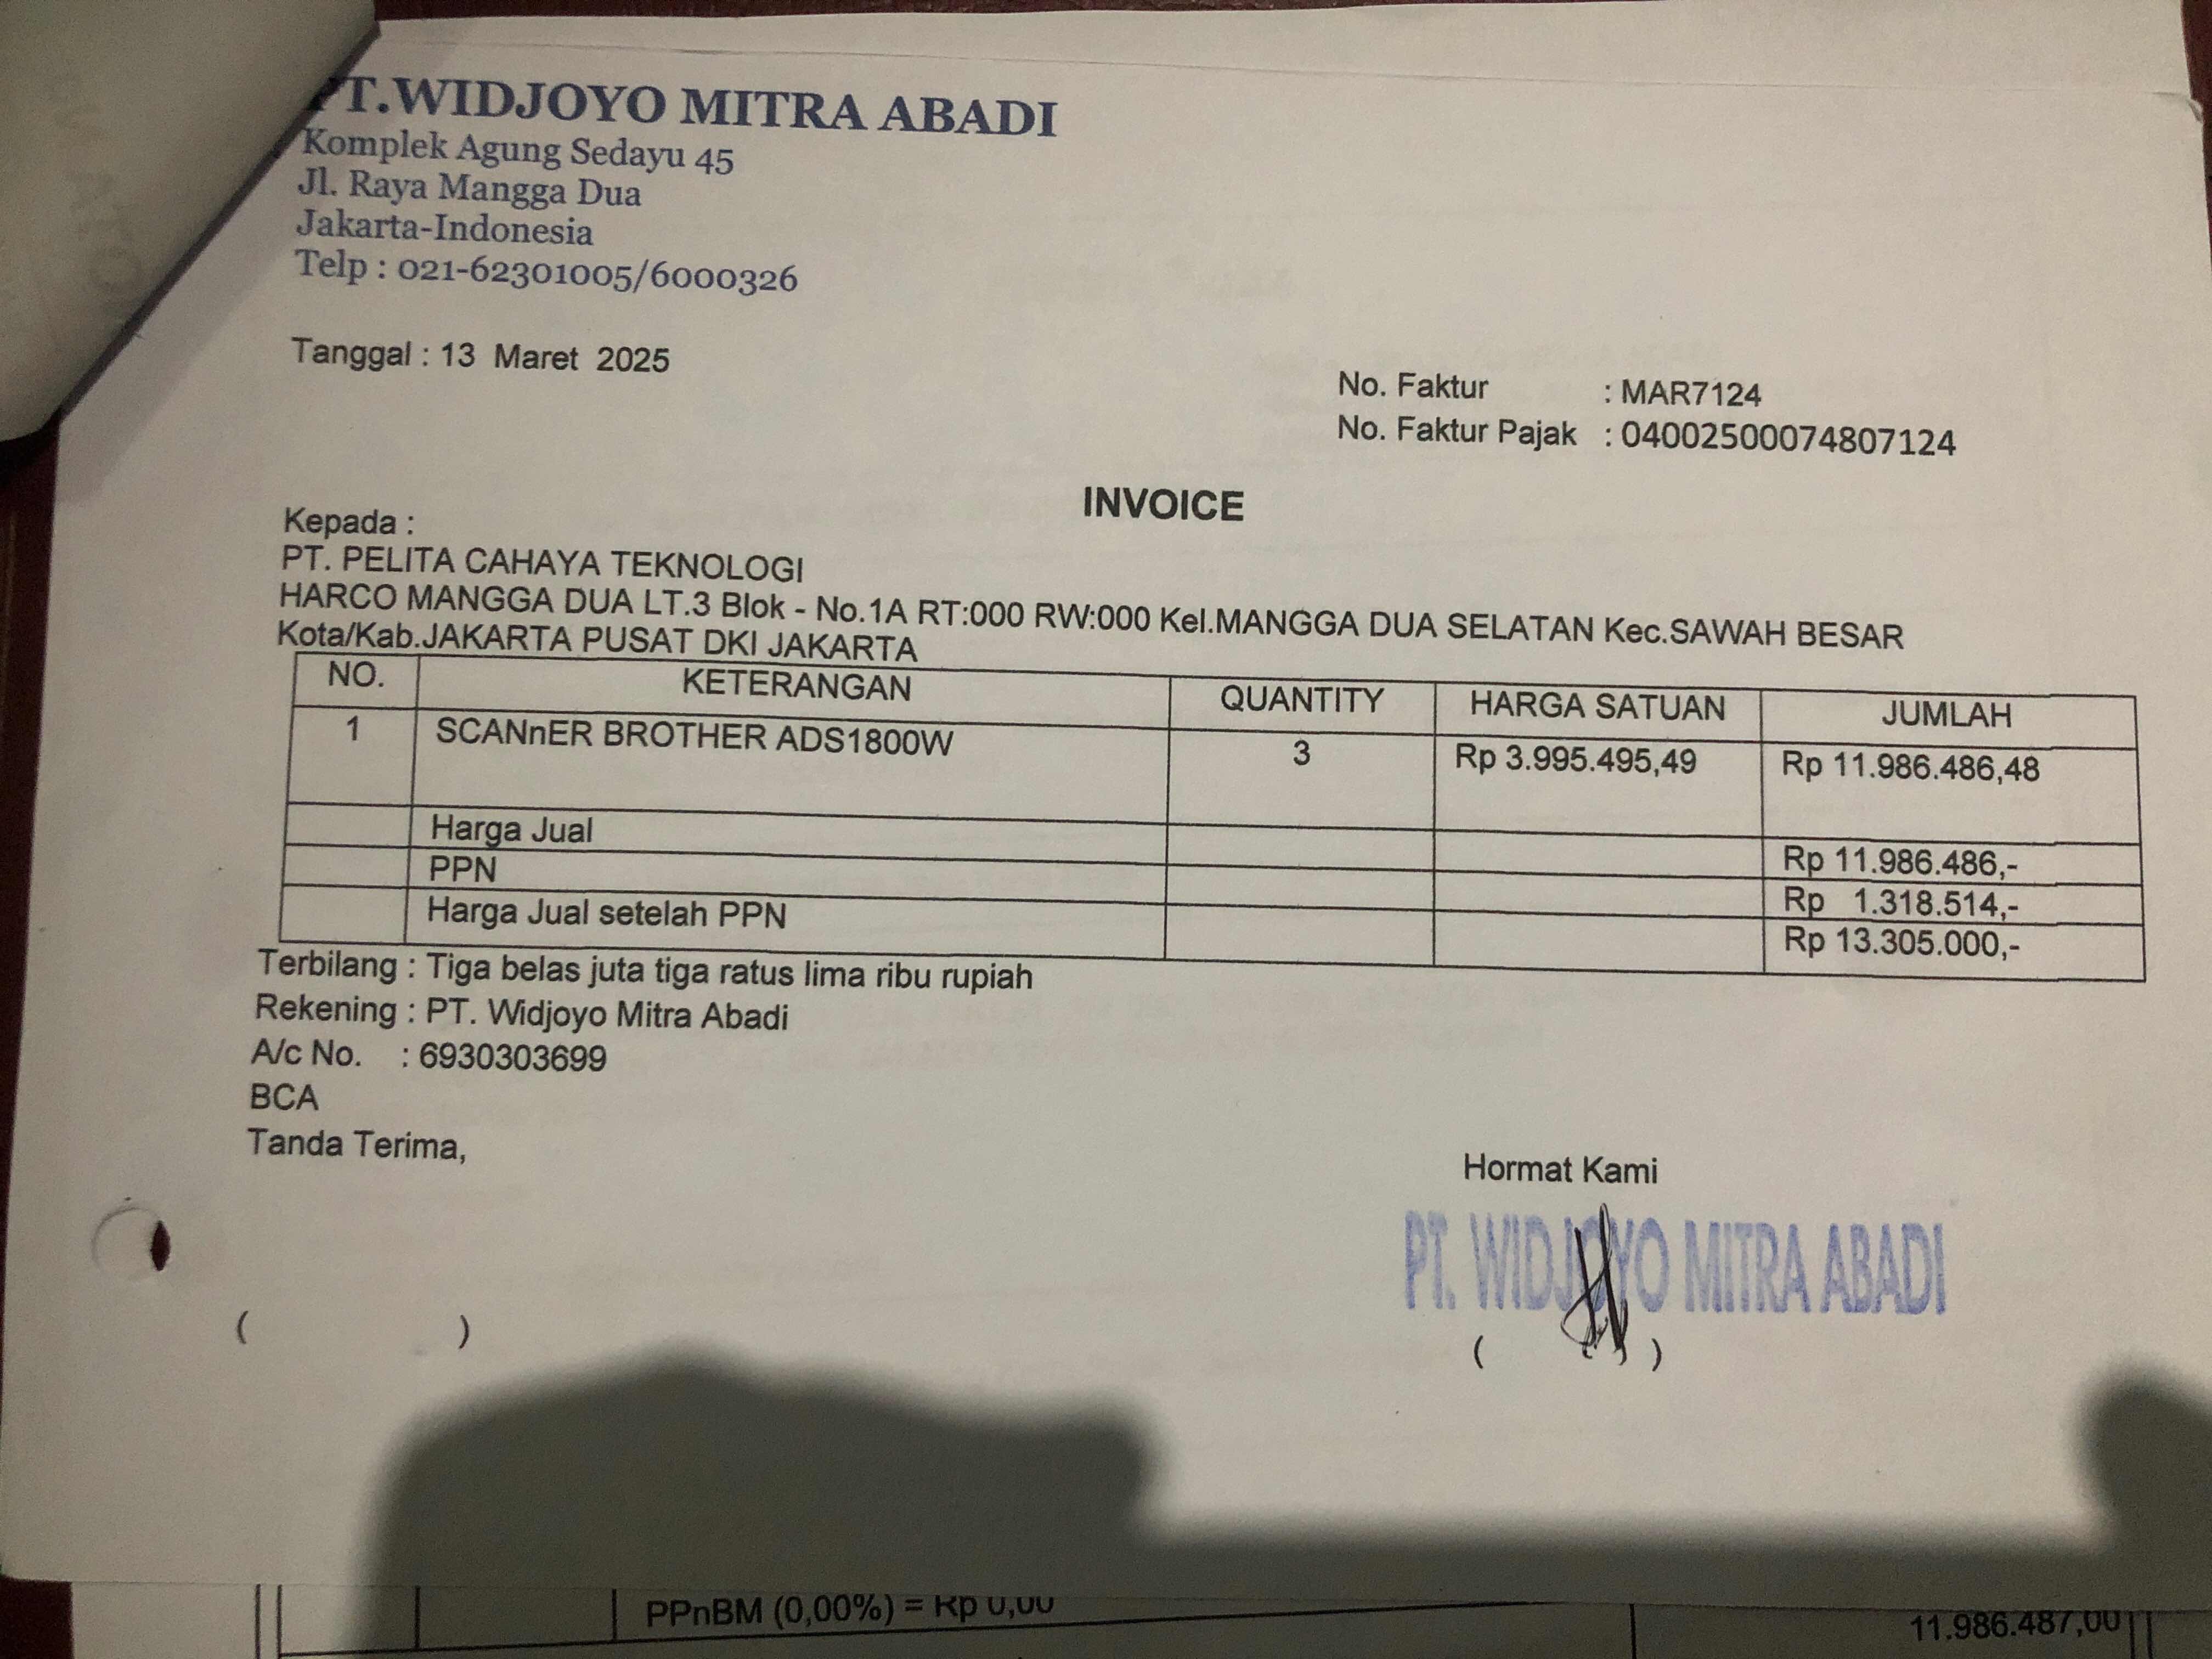 PT.WIDJOYO MITRA ABADI
Komplek Agung Sedayu 45
Jl. Raya Mangga Dua
Jakarta-Indonesia
Telp : 021-62301005/6000326
Tanggal : 13 Maret 2025
No. Faktur : MAR7124
No. Faktur Pajak : 04002500074807124
INVOICE
Kepada :
PT. PELITA CAHAYA TEKNOLOGI
HARCO MANGGA DUA LT.3 Blok - No.1A RT:000 RW:000 Kel.MANGGA DUA SELATAN Kec.SAWAH BESAR
Kota/Kab.JAKARTA PUSAT DKI JAKARTA
NO. KETERANGAN QUANTITY HARGA SATUAN JUMLAH
1 SCANnER BROTHER ADS1800W 3 Rp 3.995.495,49 Rp 11.986.486,48
Harga Jual Rp 11.986.486,-
PPN Rp 1.318.514,-
Harga Jual setelah PPN Rp 13.305.000,-
Terbilang : Tiga belas juta tiga ratus lima ribu rupiah
Rekening : PT. Widjoyo Mitra Abadi
A/c No. : 6930303699
BCA
Tanda Terima,
Hormat Kami
PT. WIDJOYO MITRA ABADI
( ) ( )
PPnBM (0,00%) = Rp 0,00
11.986.487,00